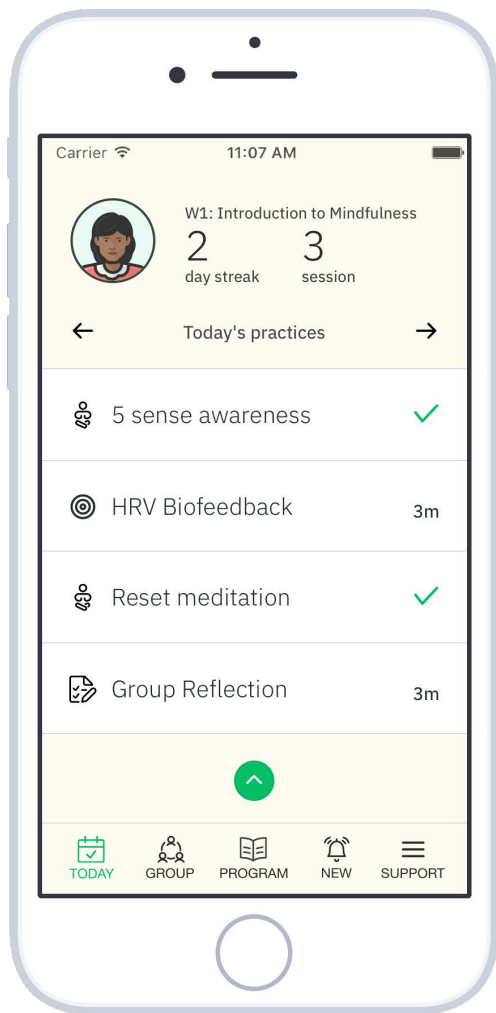 Carrier 11:07 AM
W1: Introduction to Mindfulness
2 3
day streak session
Today's practices
5 sense awareness
HRV Biofeedback 3m
Reset meditation
Group Reflection 3m
TODAY GROUP PROGRAM NEW SUPPORT